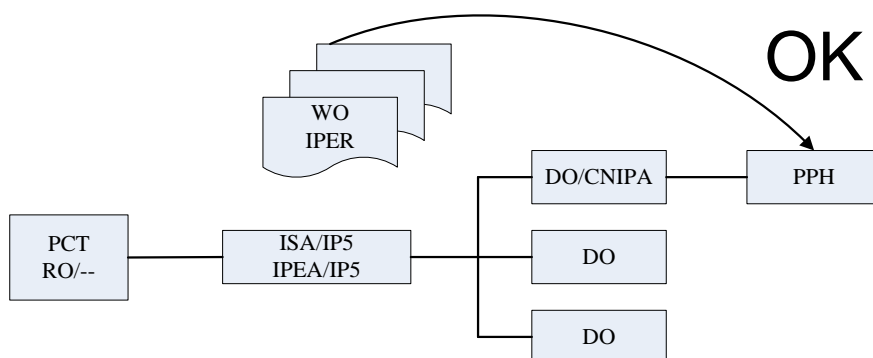 OK
WO
IPER
DO/CNIPA
PPH
PCT
RO/--
ISA/IP5
IPEA/IP5
DO
DO